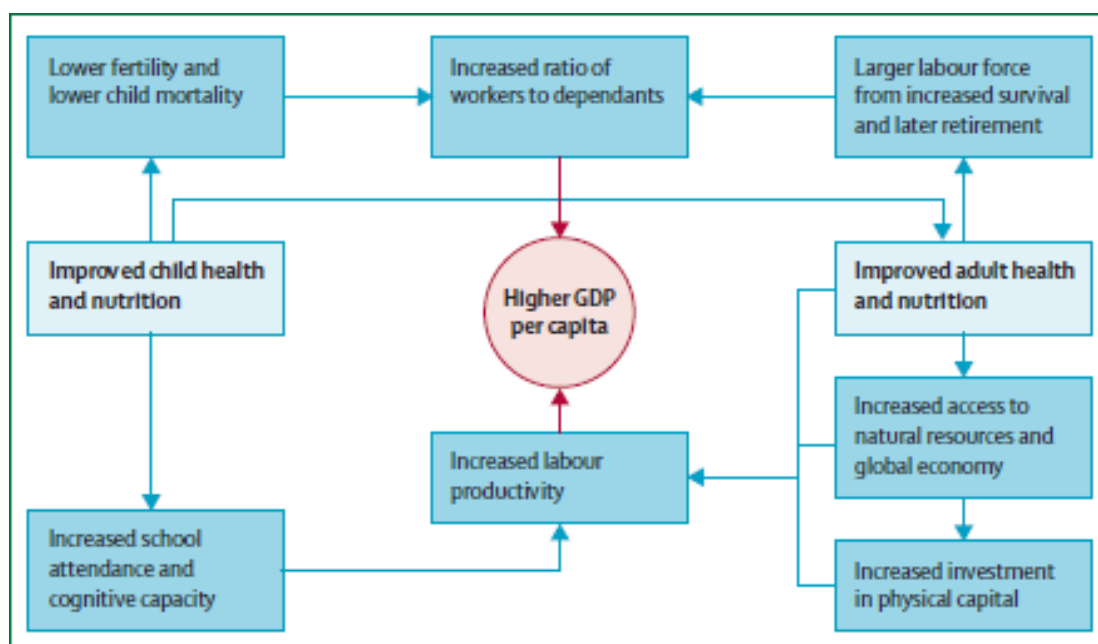 Lower fertility and
lower child mortality
Increased ratio of
workers to dependants
Larger labour force
from increased survival
and later retirement
Improved child health
and nutrition
Higher GDP
per capita
Improved adult health
and nutrition
Increased access to
natural resources and
global economy
Increased labour
productivity
Increased school
attendance and
cognitive capacity
Increased investment
in physical capital